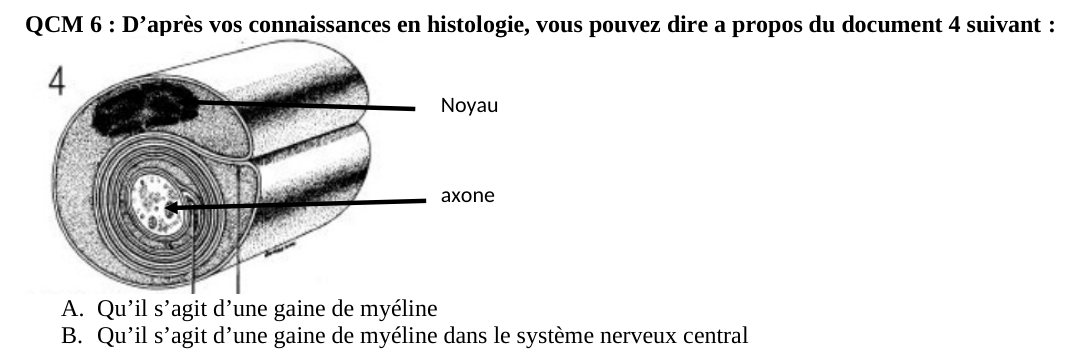 QCM 6 : D’après vos connaissances en histologie, vous pouvez dire a propos du document 4 suivant :
4
Noyau
axone
A. Qu’il s’agit d’une gaine de myéline
B. Qu’il s’agit d’une gaine de myéline dans le système nerveux central